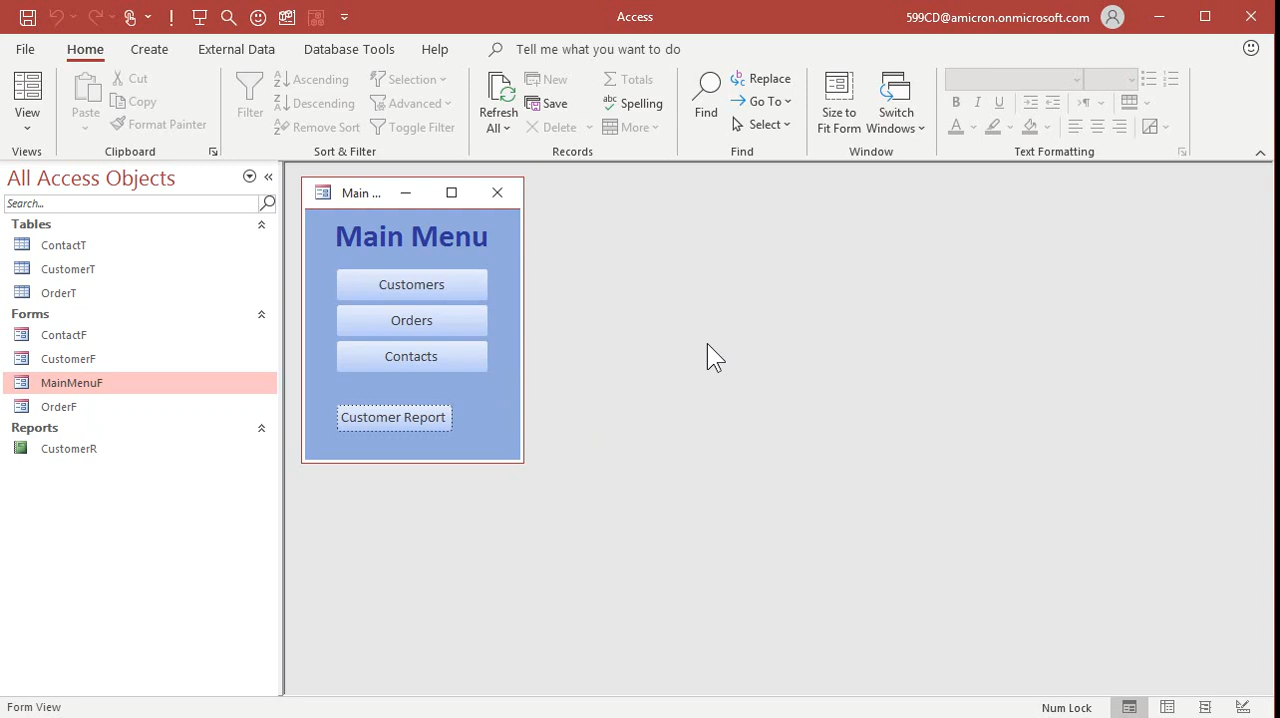 Access
599CD@amicron.onmicrosoft.com
File
Home
Create
External Data
Database Tools
Help
Tell me what you want to do
View
Views
Paste
Cut
Copy
Format Painter
Clipboard
Filter
Ascending
Descending
Remove Sort
Selection
Advanced
Toggle Filter
Sort & Filter
Refresh
All
New
Save
Delete
Totals
abc Spelling
More
Records
Find
Replace
Go To
Select
Find
Size to
Fit Form
Switch
Windows
Window
B I U
A
Text Formatting
All Access Objects
Search...
Tables
ContactT
CustomerT
OrderT
Forms
ContactF
CustomerF
MainMenuF
OrderF
Reports
CustomerR
Main ...
Main Menu
Customers
Orders
Contacts
Customer Report
Form View
Num Lock